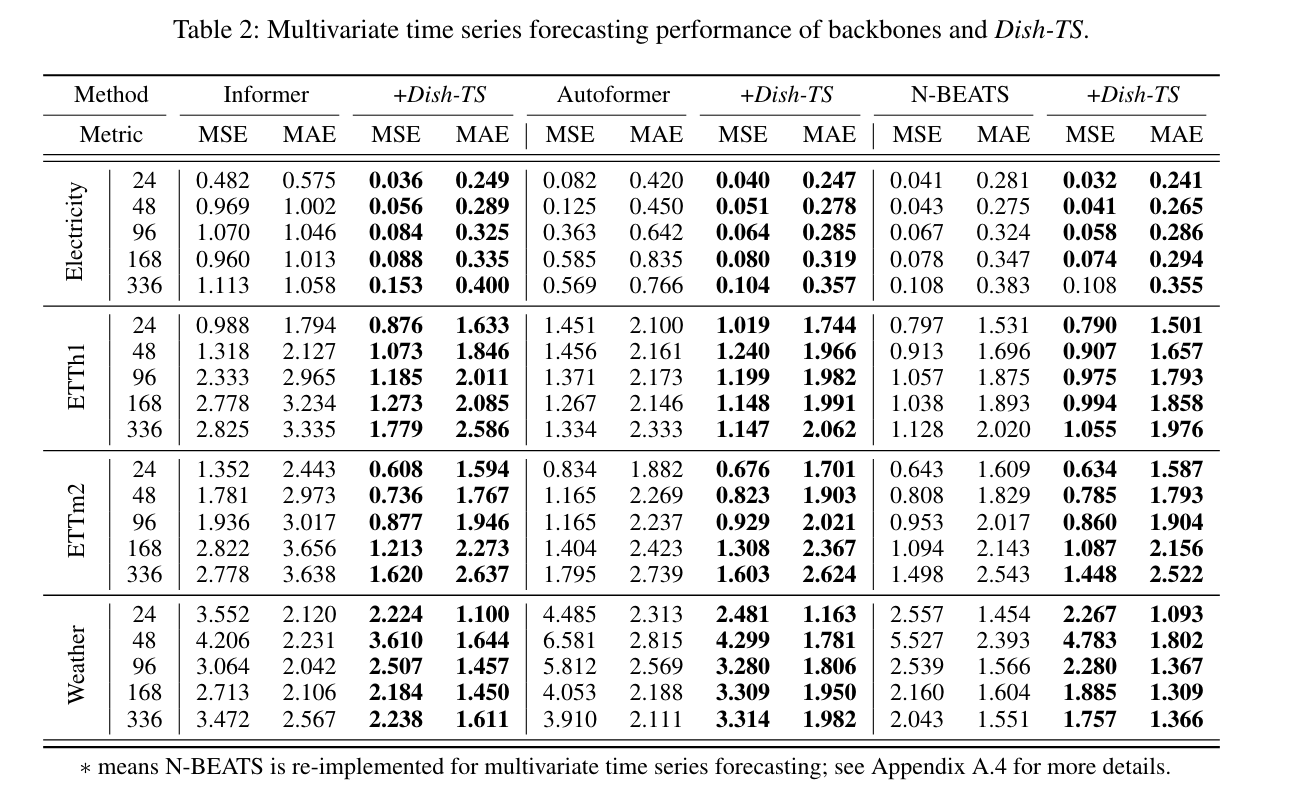 Table 2: Multivariate time series forecasting performance of backbones and Dish-TS.
Method Informer +Dish-TS Autoformer +Dish-TS N-BEATS +Dish-TS
Metric MSE MAE MSE MAE MSE MAE MSE MAE MSE MAE MSE MAE
Electricity
24 0.482 0.575 0.036 0.249 0.082 0.420 0.040 0.247 0.041 0.281 0.032 0.241
48 0.969 1.002 0.056 0.289 0.125 0.450 0.051 0.278 0.043 0.275 0.041 0.265
96 1.070 1.046 0.084 0.325 0.363 0.642 0.064 0.285 0.067 0.324 0.058 0.286
168 0.960 1.013 0.088 0.335 0.585 0.835 0.080 0.319 0.078 0.347 0.074 0.294
336 1.113 1.058 0.153 0.400 0.569 0.766 0.104 0.357 0.108 0.383 0.108 0.355
ETTh1
24 0.988 1.794 0.876 1.633 1.451 2.100 1.019 1.744 0.797 1.531 0.790 1.501
48 1.318 2.127 1.073 1.846 1.456 2.161 1.240 1.966 0.913 1.696 0.907 1.657
96 2.333 2.965 1.185 2.011 1.371 2.173 1.199 1.982 1.057 1.875 0.975 1.793
168 2.778 3.234 1.273 2.085 1.267 2.146 1.148 1.991 1.038 1.893 0.994 1.858
336 2.825 3.335 1.779 2.586 1.334 2.333 1.147 2.062 1.128 2.020 1.055 1.976
ETTm2
24 1.352 2.443 0.608 1.594 0.834 1.882 0.676 1.701 0.643 1.609 0.634 1.587
48 1.781 2.973 0.736 1.767 1.165 2.269 0.823 1.903 0.808 1.829 0.785 1.793
96 1.936 3.017 0.877 1.946 1.165 2.237 0.929 2.021 0.953 2.017 0.860 1.904
168 2.822 3.656 1.213 2.273 1.404 2.423 1.308 2.367 1.094 2.143 1.087 2.156
336 2.778 3.638 1.620 2.637 1.795 2.739 1.603 2.624 1.498 2.543 1.448 2.522
Weather
24 3.552 2.120 2.224 1.100 4.485 2.313 2.481 1.163 2.557 1.454 2.267 1.093
48 4.206 2.231 3.610 1.644 6.581 2.815 4.299 1.781 5.527 2.393 4.783 1.802
96 3.064 2.042 2.507 1.457 5.812 2.569 3.280 1.806 2.539 1.566 2.280 1.367
168 2.713 2.106 2.184 1.450 4.053 2.188 3.309 1.950 2.160 1.604 1.885 1.309
336 3.472 2.567 2.238 1.611 3.910 2.111 3.314 1.982 2.043 1.551 1.757 1.366
∗ means N-BEATS is re-implemented for multivariate time series forecasting; see Appendix A.4 for more details.